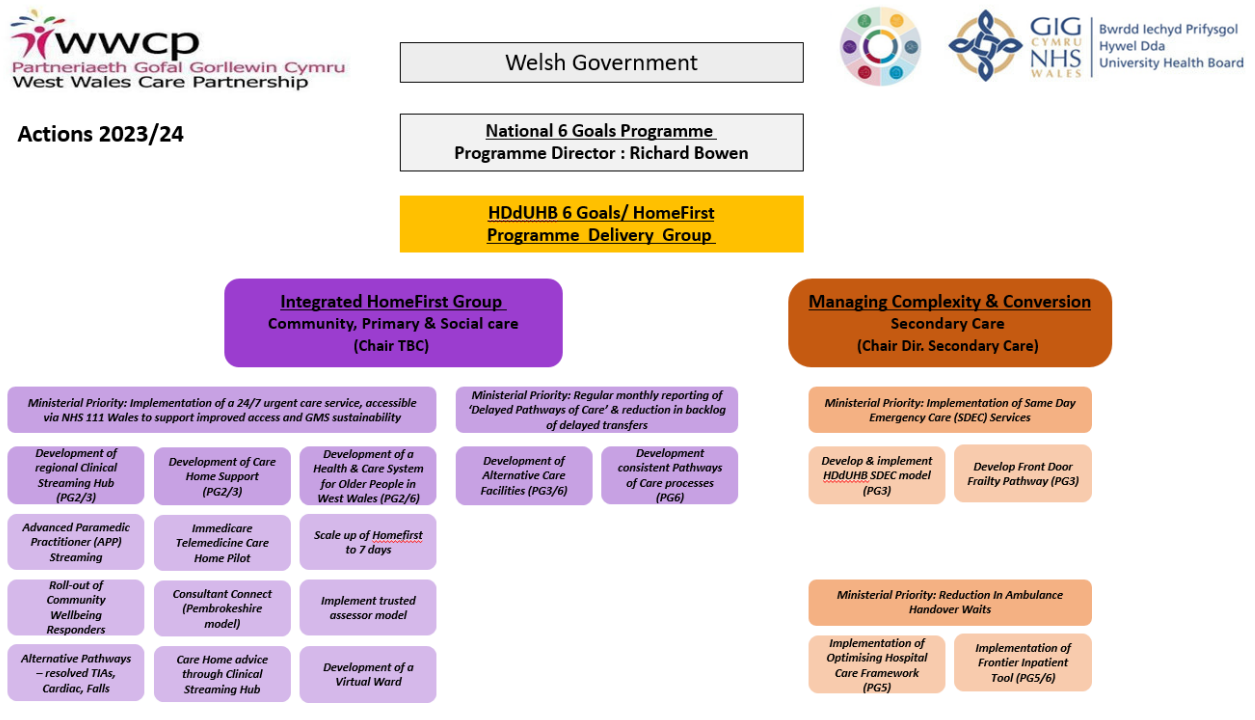 wwcp
Partneriaeth Gofal Gorllewin Cymru
West Wales Care Partnership
Actions 2023/24
Welsh Government
National 6 Goals Programme
Programme Director : Richard Bowen
HDdUHB 6 Goals/ HomeFirst
Programme Delivery Group
GIG
CYMRU
NHS
WALES
Bwrdd Iechyd Prifysgol
Hywel Dda
University Health Board
Integrated HomeFirst Group
Community, Primary & Social care
(Chair TBC)
Managing Complexity & Conversion
Secondary Care
(Chair Dir. Secondary Care)
Ministerial Priority: Implementation of a 24/7 urgent care service, accessible
via NHS 111 Wales to support improved access and GMS sustainability
Development of
regional Clinical
Streaming Hub
(PG2/3)
Development of Care
Home Support
(PG2/3)
Development of a
Health & Care System
for Older People in
West Wales (PG2/6)
Advanced Paramedic
Practitioner (APP)
Streaming
Immedicare
Telemedicine Care
Home Pilot
Scale up of Homefirst
to 7 days
Roll-out of
Community
Wellbeing
Responders
Consultant Connect
(Pembrokeshire
model)
Implement trusted
assessor model
Alternative Pathways
– resolved TIAs,
Cardiac, Falls
Care Home advice
through Clinical
Streaming Hub
Development of a
Virtual Ward
Ministerial Priority: Regular monthly reporting of
‘Delayed Pathways of Care’ & reduction in backlog
of delayed transfers
Development of
Alternative Care
Facilities (PG3/6)
Development
consistent Pathways
of Care processes
(PG6)
Ministerial Priority: Implementation of Same Day
Emergency Care (SDEC) Services
Develop & implement
HDdUHB SDEC model
(PG3)
Develop Front Door
Frailty Pathway (PG3)
Ministerial Priority: Reduction In Ambulance
Handover Waits
Implementation of
Optimising Hospital
Care Framework
(PG5)
Implementation of
Frontier Inpatient
Tool (PG5/6)